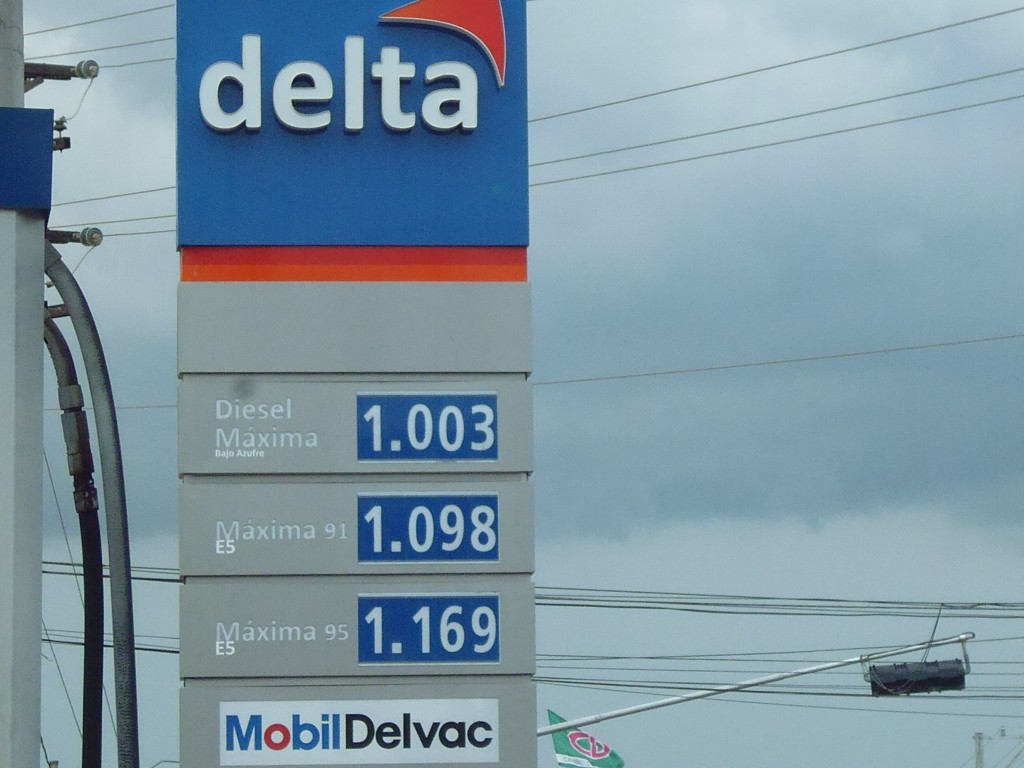 delta
Diesel
Máxima
Bajo Azufre
1.003
Máxima 91
E5
1.098
Máxima 95
E5
1.169
MobilDelvac